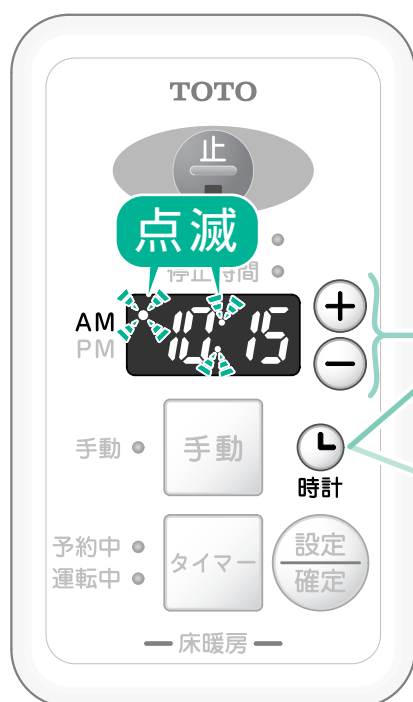 TOTO
止
点滅
停止時間
AM
PM
10:15
+
−
手動
手動
時計
予約中
運転中
タイマー
設定
確定
床暖房